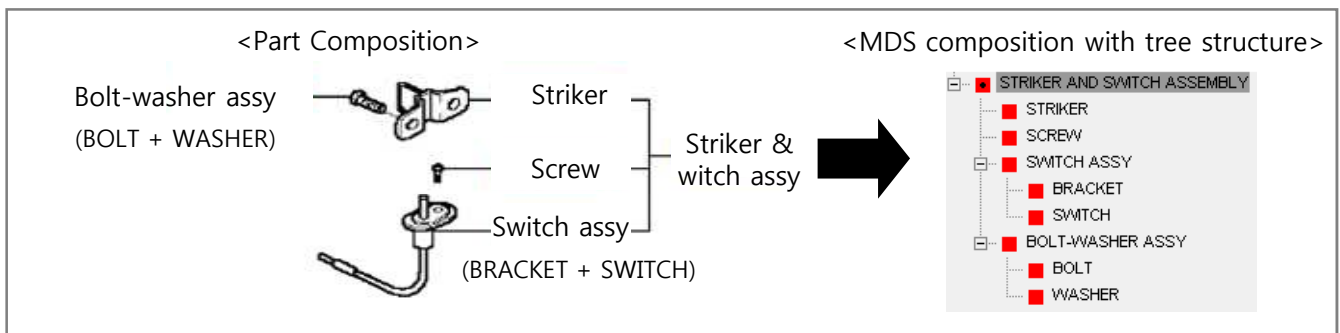 <Part Composition>
Bolt-washer assy
(BOLT + WASHER)
Striker
Screw
Switch assy
(BRACKET + SWITCH)
Striker &
witch assy
<MDS composition with tree structure>
STRIKER AND SWITCH ASSEMBLY
STRIKER
SCREW
SWITCH ASSY
BRACKET
SWITCH
BOLT-WASHER ASSY
BOLT
WASHER